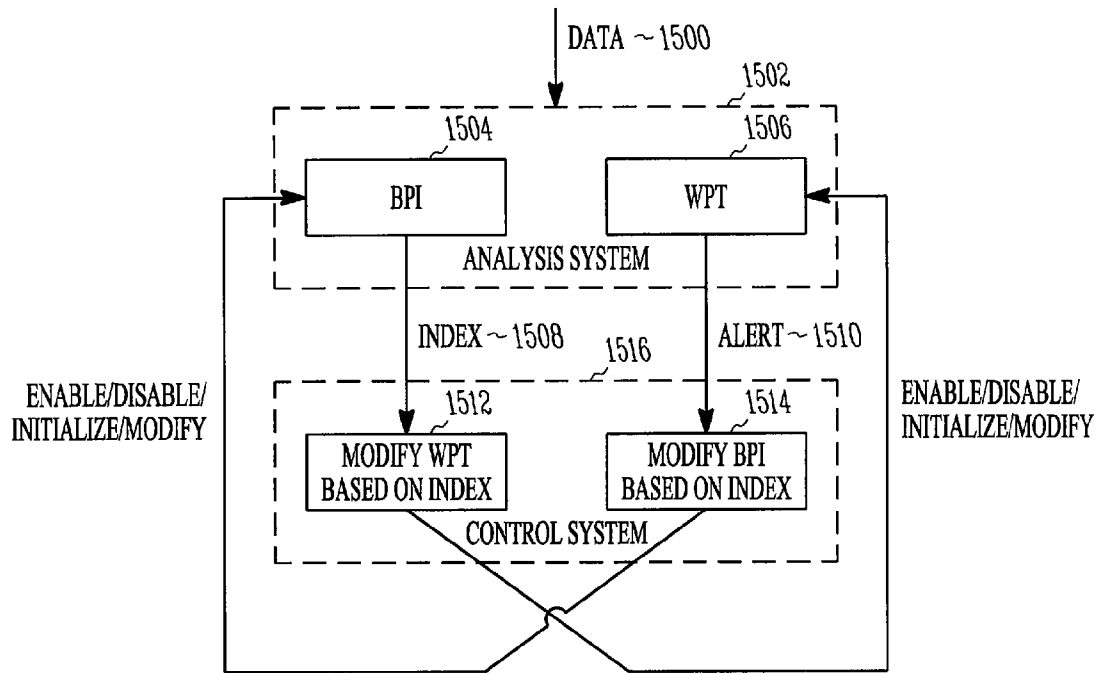 DATA ~ 1500
1502
1504
1506
BPI
WPT
ANALYSIS SYSTEM
INDEX ~ 1508
ALERT ~ 1510
1516
ENABLE/DISABLE/
INITIALIZE/MODIFY
ENABLE/DISABLE/
INITIALIZE/MODIFY
1512
1514
MODIFY WPT
BASED ON INDEX
MODIFY BPI
BASED ON INDEX
CONTROL SYSTEM